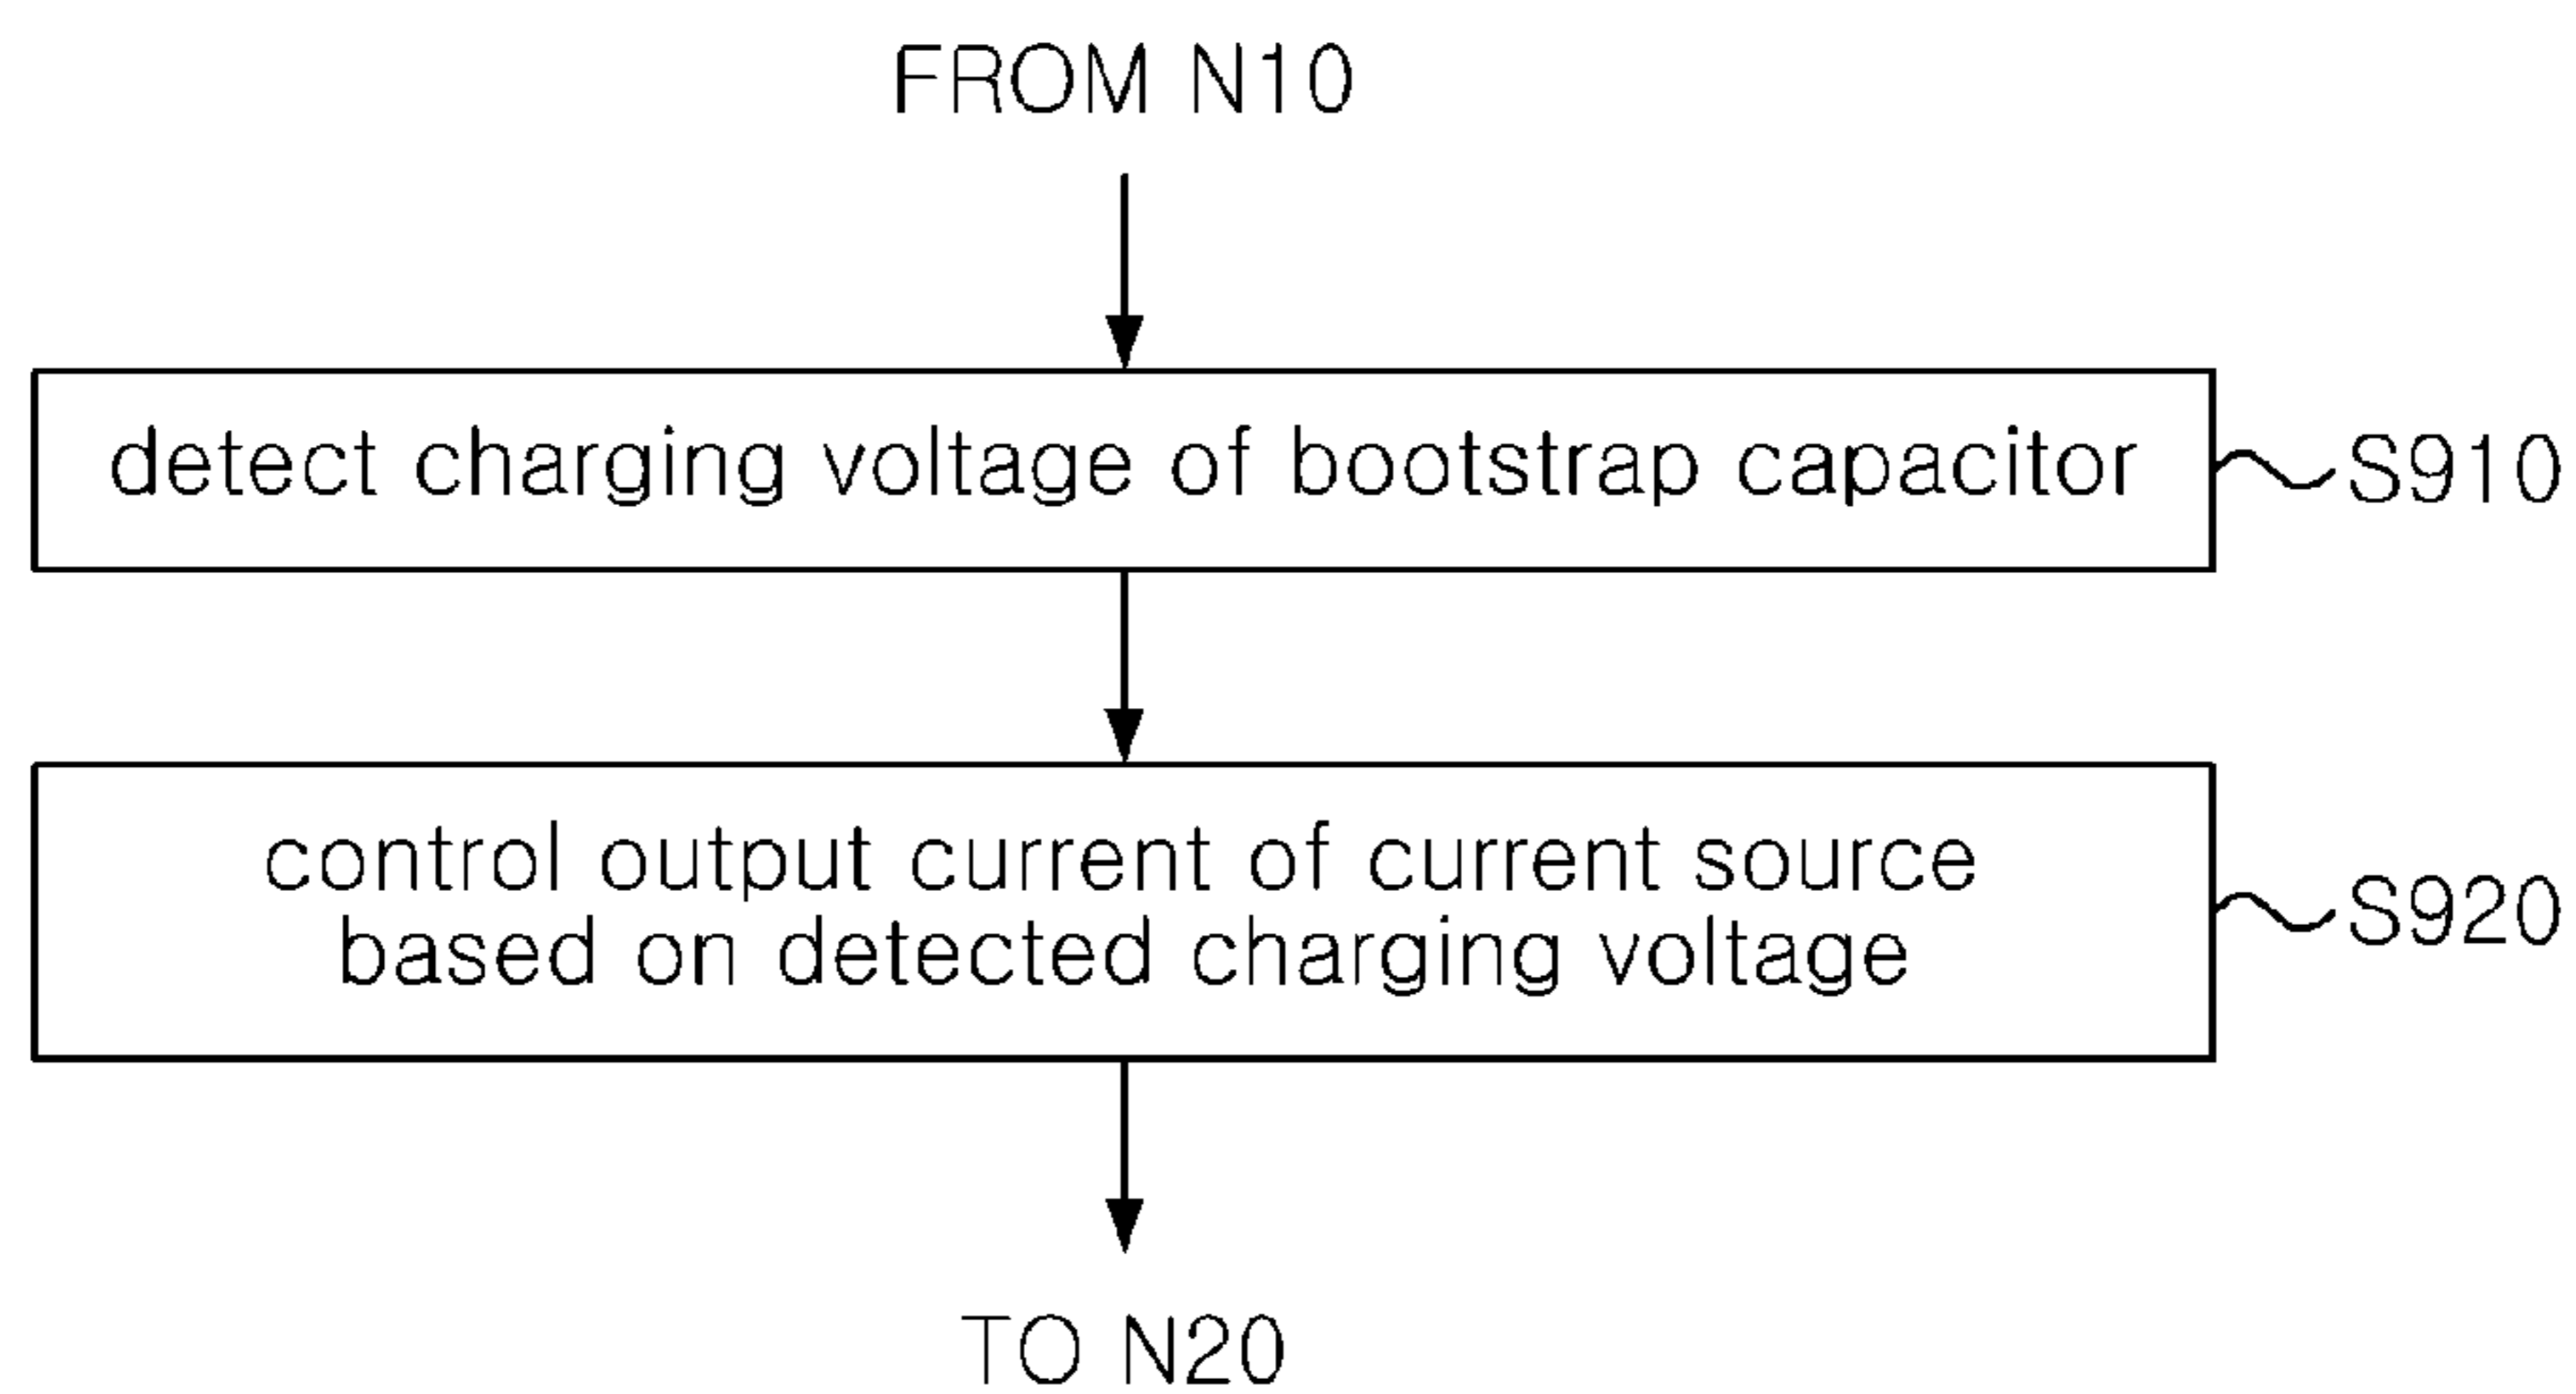 FROM N10
detect charging voltage of bootstrap capacitor
S910
control output current of current source
based on detected charging voltage
S920
TO N20